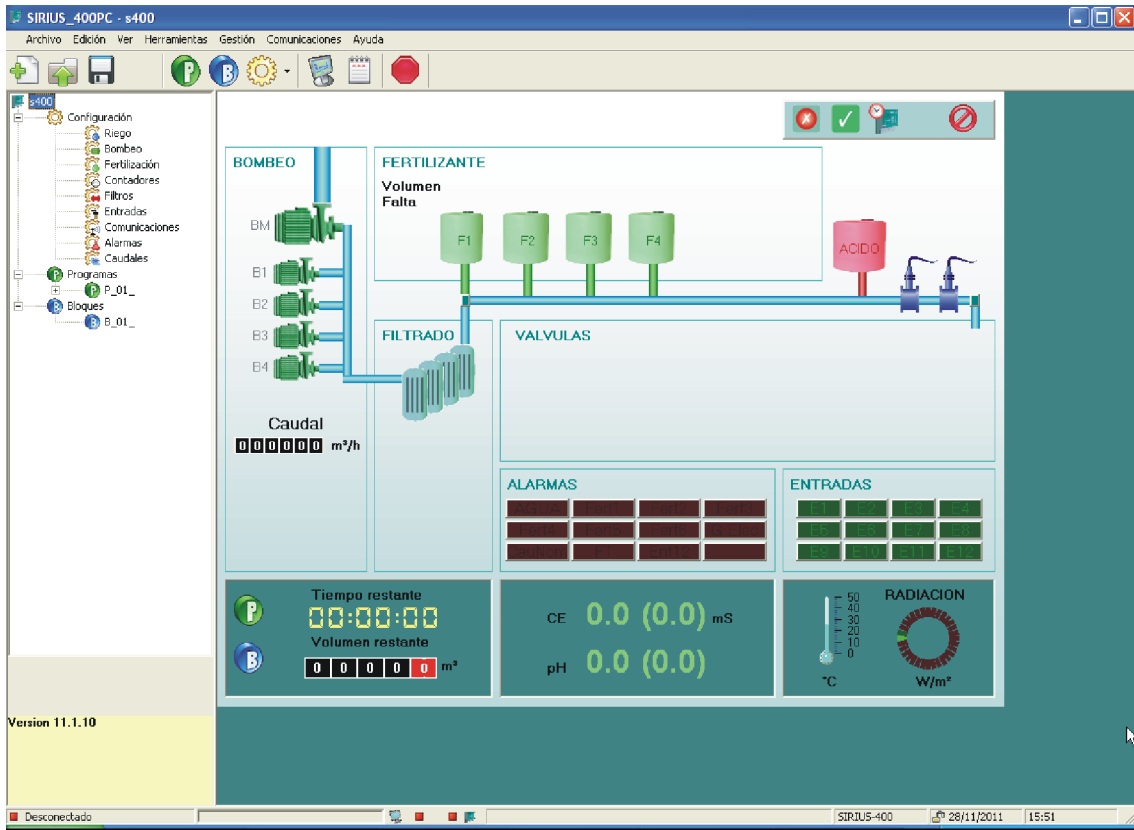 SIRIUS_400PC - s400
Archivo Edición Ver Herramientas Gestión Comunicaciones Ayuda
P B
s400
Configuración
Riego
Bombeo
Fertilización
Contadores
Filtros
Entradas
Comunicaciones
Alarmas
Caudales
Programas
P_01_
Bloques
B_01_
Version 11.1.10
BOMBEO
BM
B1
B2
B3
B4
Caudal
000000 m³/h
FERTILIZANTE
Volumen
Falta
F1 F2 F3 F4
ACIDO
FILTRADO
VALVULAS
ALARMAS
AGUA Fert1 Fert2 Fert3
ENTRADAS
E1 E2 E3 E4
E5 E6 E7 E8
E9 E10 E11 E12
P
Tiempo restante
00:00:00
B
Volumen restante
00000 m³
CE 0.0 (0.0) mS
pH 0.0 (0.0)
50
40
30
20
10
0
°C
RADIACION
W/m²
Desconectado
SIRIUS-400
28/11/2011
15:51